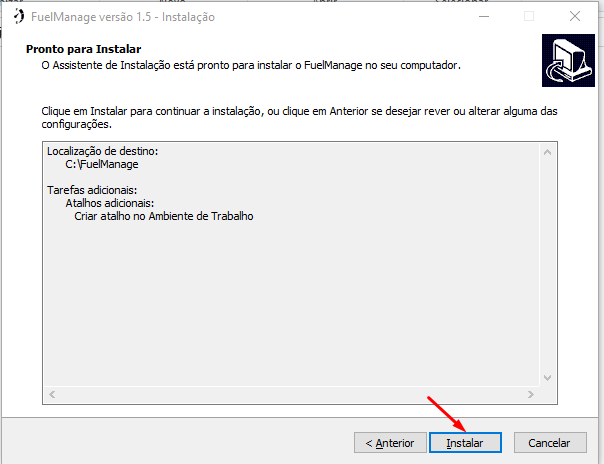 FuelManage versão 1.5 - Instalação
Pronto para Instalar
O Assistente de Instalação está pronto para instalar o FuelManage no seu computador.
Clique em Instalar para continuar a instalação, ou clique em Anterior se desejar rever ou alterar alguma das
configurações.
Localização de destino:
C:\FuelManage
Tarefas adicionais:
Atalhos adicionais:
Criar atalho no Ambiente de Trabalho
< Anterior
Instalar
Cancelar